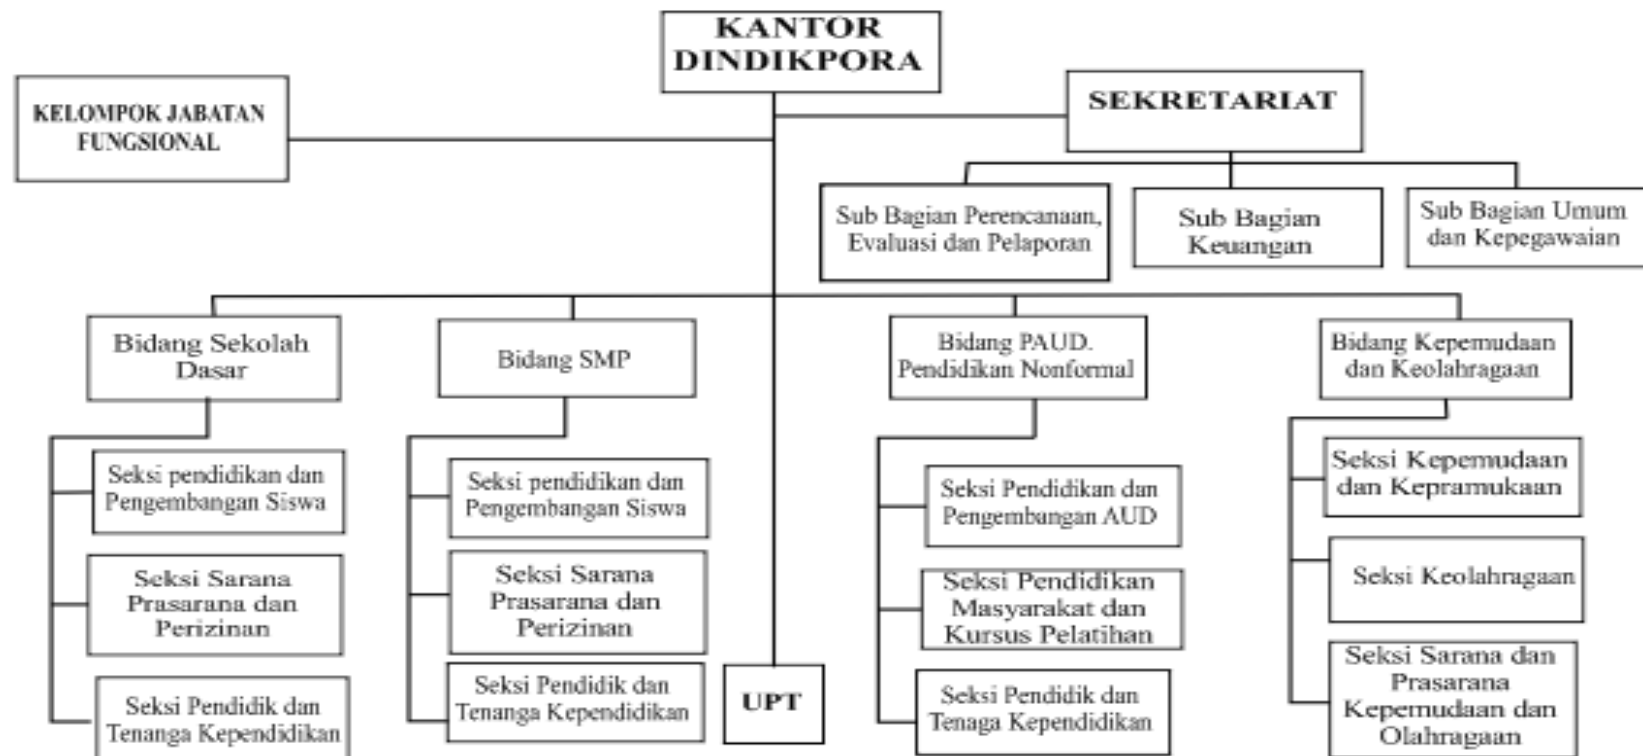 KANTOR
DINDIKPORA
KELOMPOK JABATAN
FUNGSIONAL
SEKRETARIAT
Sub Bagian Perencanaan,
Evaluasi dan Pelaporan
Sub Bagian
Keuangan
Sub Bagian Umum
dan Kepegawaian
Bidang Sekolah
Dasar
Bidang SMP
Bidang PAUD.
Pendidikan Nonformal
Bidang Kepemudaan
dan Keolahragaan
Seksi pendidikan dan
Pengembangan Siswa
Seksi Sarana
Prasarana dan
Perizinan
Seksi Pendidik dan
Tenanga Kependidikan
Seksi pendidikan dan
Pengembangan Siswa
Seksi Sarana
Prasarana dan
Perizinan
Seksi Pendidik dan
Tenanga Kependidikan
UPT
Seksi Pendidikan dan
Pengembangan AUD
Seksi Pendidikan
Masyarakat dan
Kursus Pelatihan
Seksi Pendidik dan
Tenaga Kependidikan
Seksi Kepemudaan
dan Kepramukaan
Seksi Keolahragaan
Seksi Sarana dan
Prasarana
Kepemudaan dan
Olahragaan